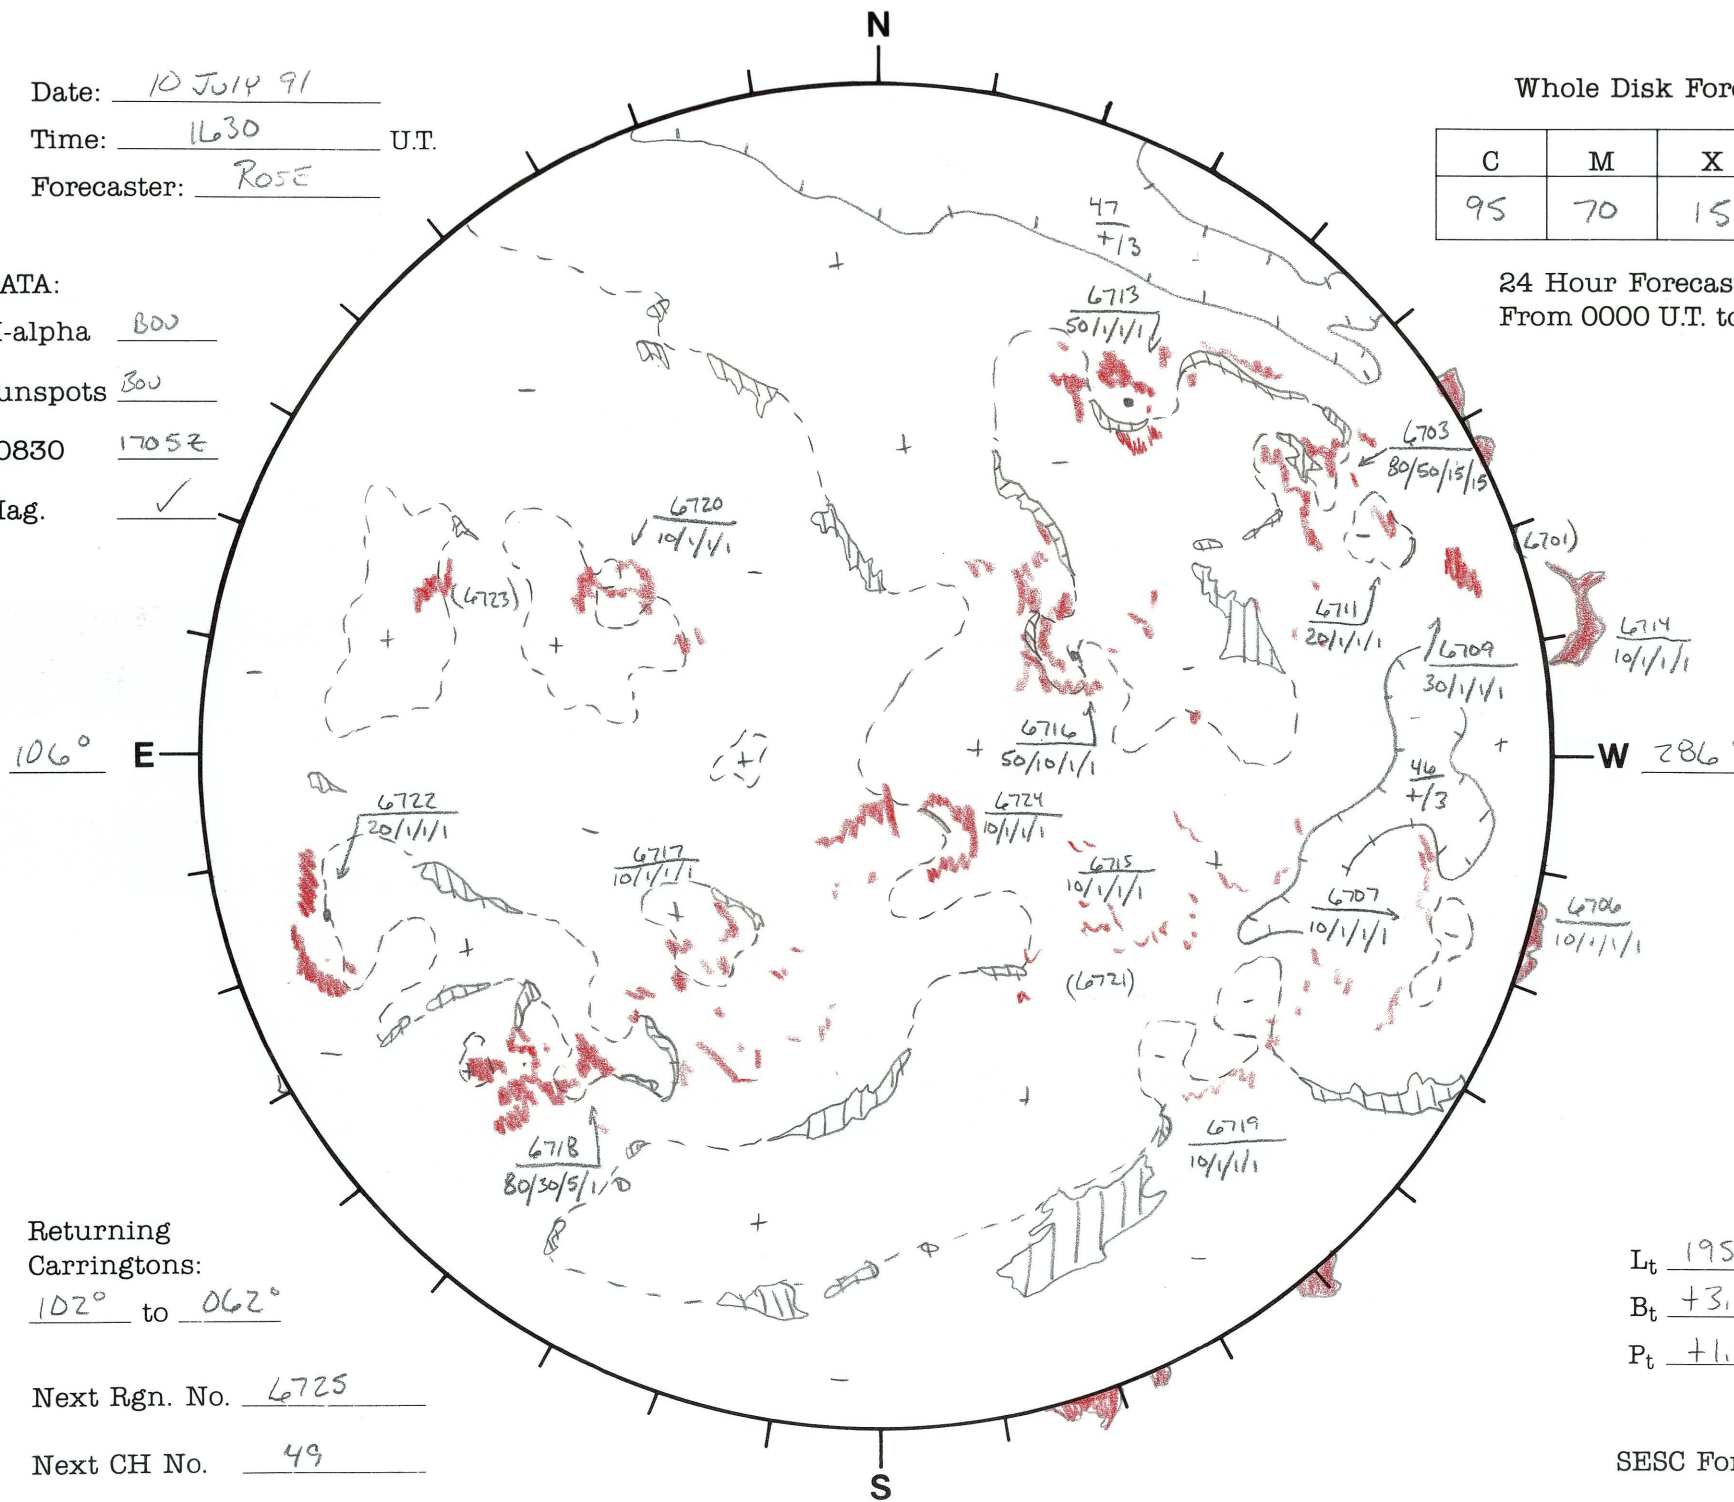 N
Date: 10 JULY 91
Time: 1630 U.T.
Forecaster: ROSE
Whole Disk Fore
C M X
95 70 15
24 Hour Forecas
From 0000 U.T. to
ATA:
I-alpha BOU
unspots BOU
0830 1705Z
Mag. ✓
47
+/3
6713
50/1/1/1
6703
80/50/15/15
6720
10/1/1/1
(6723)
(6701)
6711
20/1/1/1
6714
10/1/1/1
6709
30/1/1/1
6716
50/10/1/1
106° E
W 286°
46
+/3
6722
20/1/1/1
6724
10/1/1/1
6717
10/1/1/1
6715
10/1/1/1
6707
10/1/1/1
6706
10/1/1/1
(6721)
6719
10/1/1/1
6718
80/30/5/1/
Returning
Carringtons:
102° to 062°
Next Rgn. No. 6725
Next CH No. 49
Lt 195
Bt +3.
Pt +1.
SESC For
S